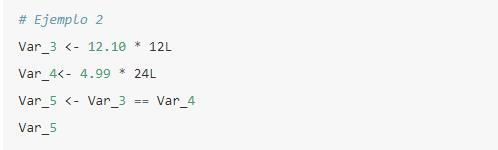 # Ejemplo 2
Var_3 <- 12.10 * 12L
Var_4<- 4.99 * 24L
Var_5 <- Var_3 == Var_4
Var_5